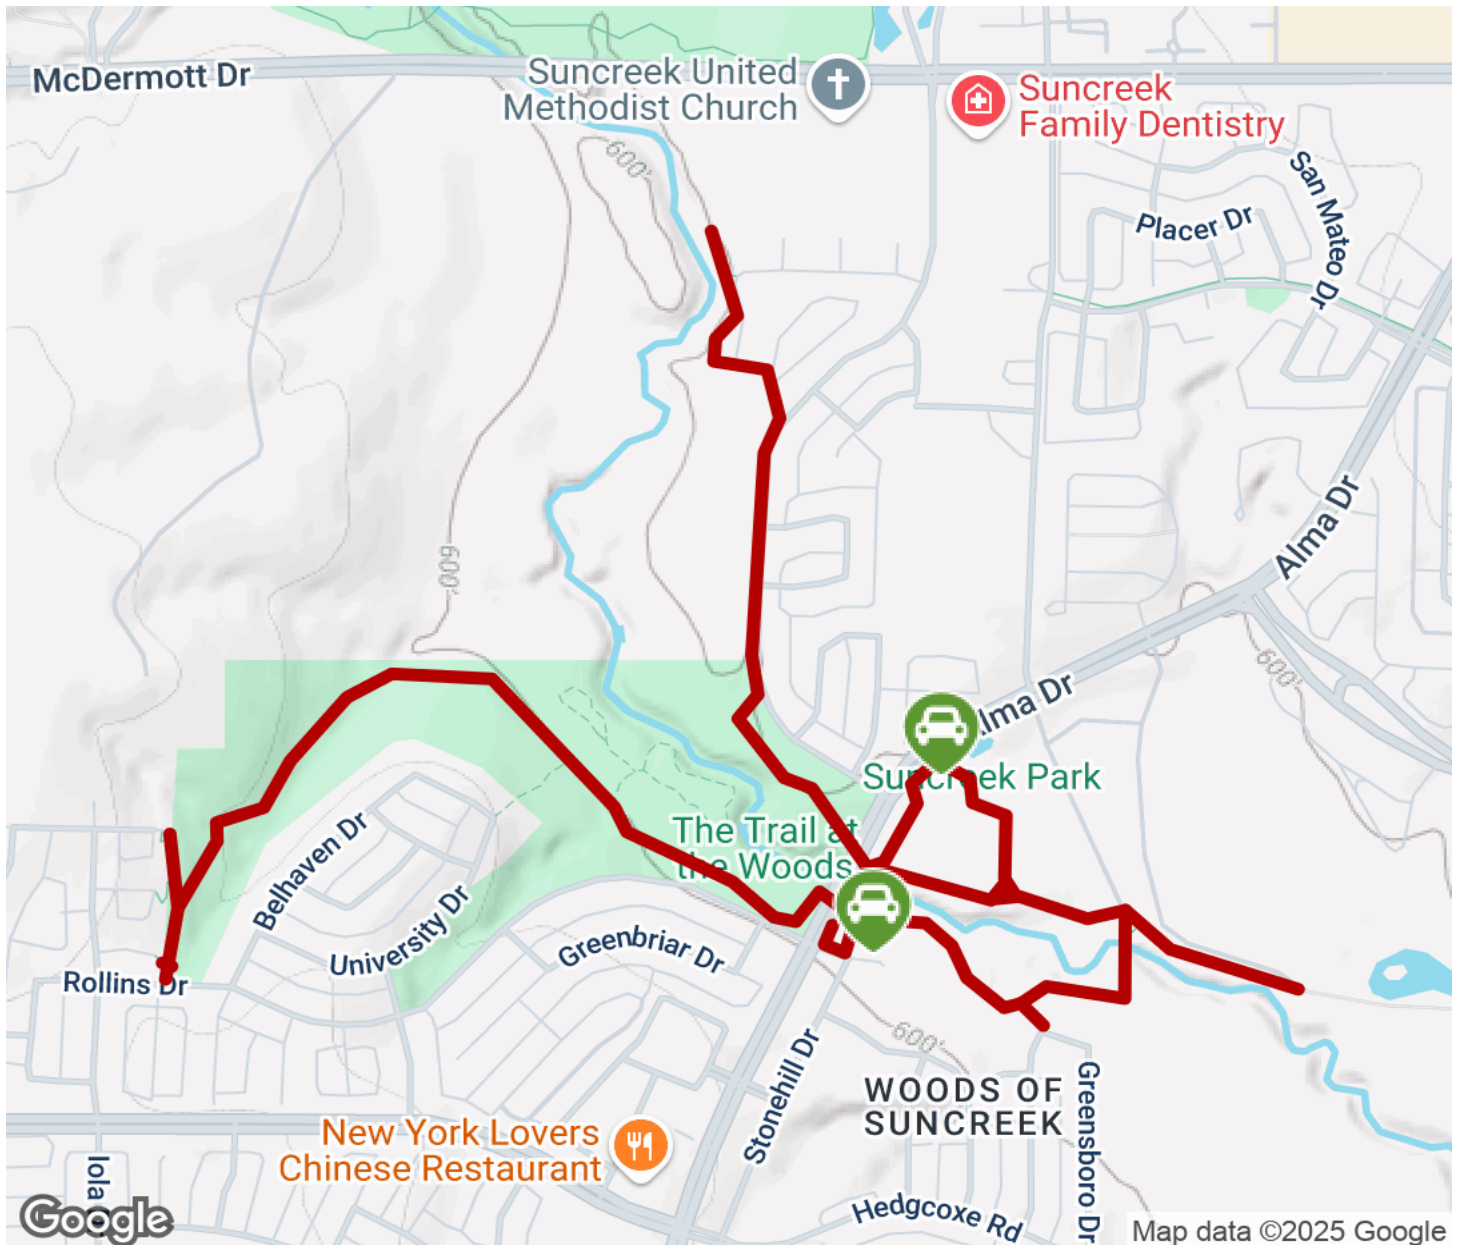 McDermott Dr
Suncreek United
Methodist Church
Suncreek
Family Dentistry
San Mateo Dr
Placer Dr
600'
Alma Dr
600'
600'
lma Dr
Suncreek Park
The Trail at
the Woods
Belhaven Dr
University Dr
Greenbriar Dr
Rollins Dr
600'
WOODS OF
SUNCREEK
Stonehill Dr
Greensboro Dr
New York Lovers
Chinese Restaurant
Iola
Hedgcoxe Rd
Google
Map data ©2025 Google